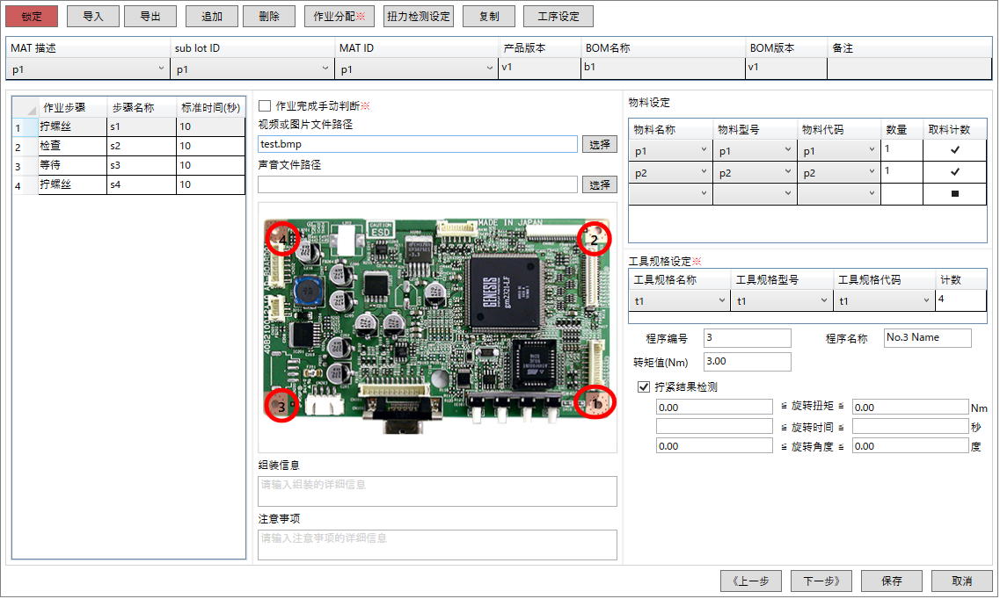 锁定 导入 导出 追加 删除 作业分配※ 扭力检测设定 复制 工序设定
MAT 描述 sub lot ID MAT ID 产品版本 BOM名称 BOM版本 备注
p1 p1 p1 v1 b1 v1
作业步骤 步骤名称 标准时间(秒)
1 拧螺丝 s1 10
2 检查 s2 10
3 等待 s3 10
4 拧螺丝 s4 10
作业完成手动判断※
视频或图片文件路径
test.bmp 选择
声音文件路径
选择
MADE IN JAPAN
CAUTION
ESD
4 2
GENESIS
gm2321-LF
3 1
组装信息
请输入组装的详细信息
注意事项
请输入注意事项的详细信息
物料设定
物料名称 物料型号 物料代码 数量 取料计数
p1 p1 p1 1
p2 p2 p2 1
工具规格设定※
工具规格名称 工具规格型号 工具规格代码 计数
t1 t1 t1 4
程序编号 3 程序名称 No.3 Name
转矩值(Nm) 3.00
拧紧结果检测
0.00 ≦ 旋转扭矩 ≦ 0.00 Nm
≦ 旋转时间 ≦ 秒
0.00 ≦ 旋转角度 ≦ 0.00 度
《上一步 下一步》 保存 取消